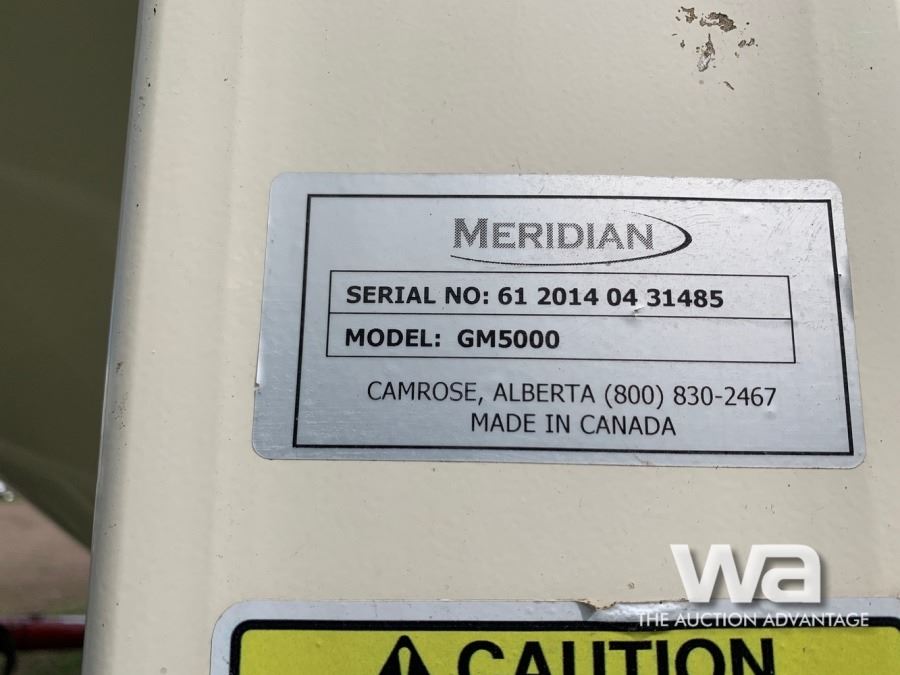 MERIDIAN
SERIAL NO: 61 2014 04 31485
MODEL: GM5000
CAMROSE, ALBERTA (800) 830-2467
MADE IN CANADA
wa
THE AUCTION ADVANTAGE
CAUTION